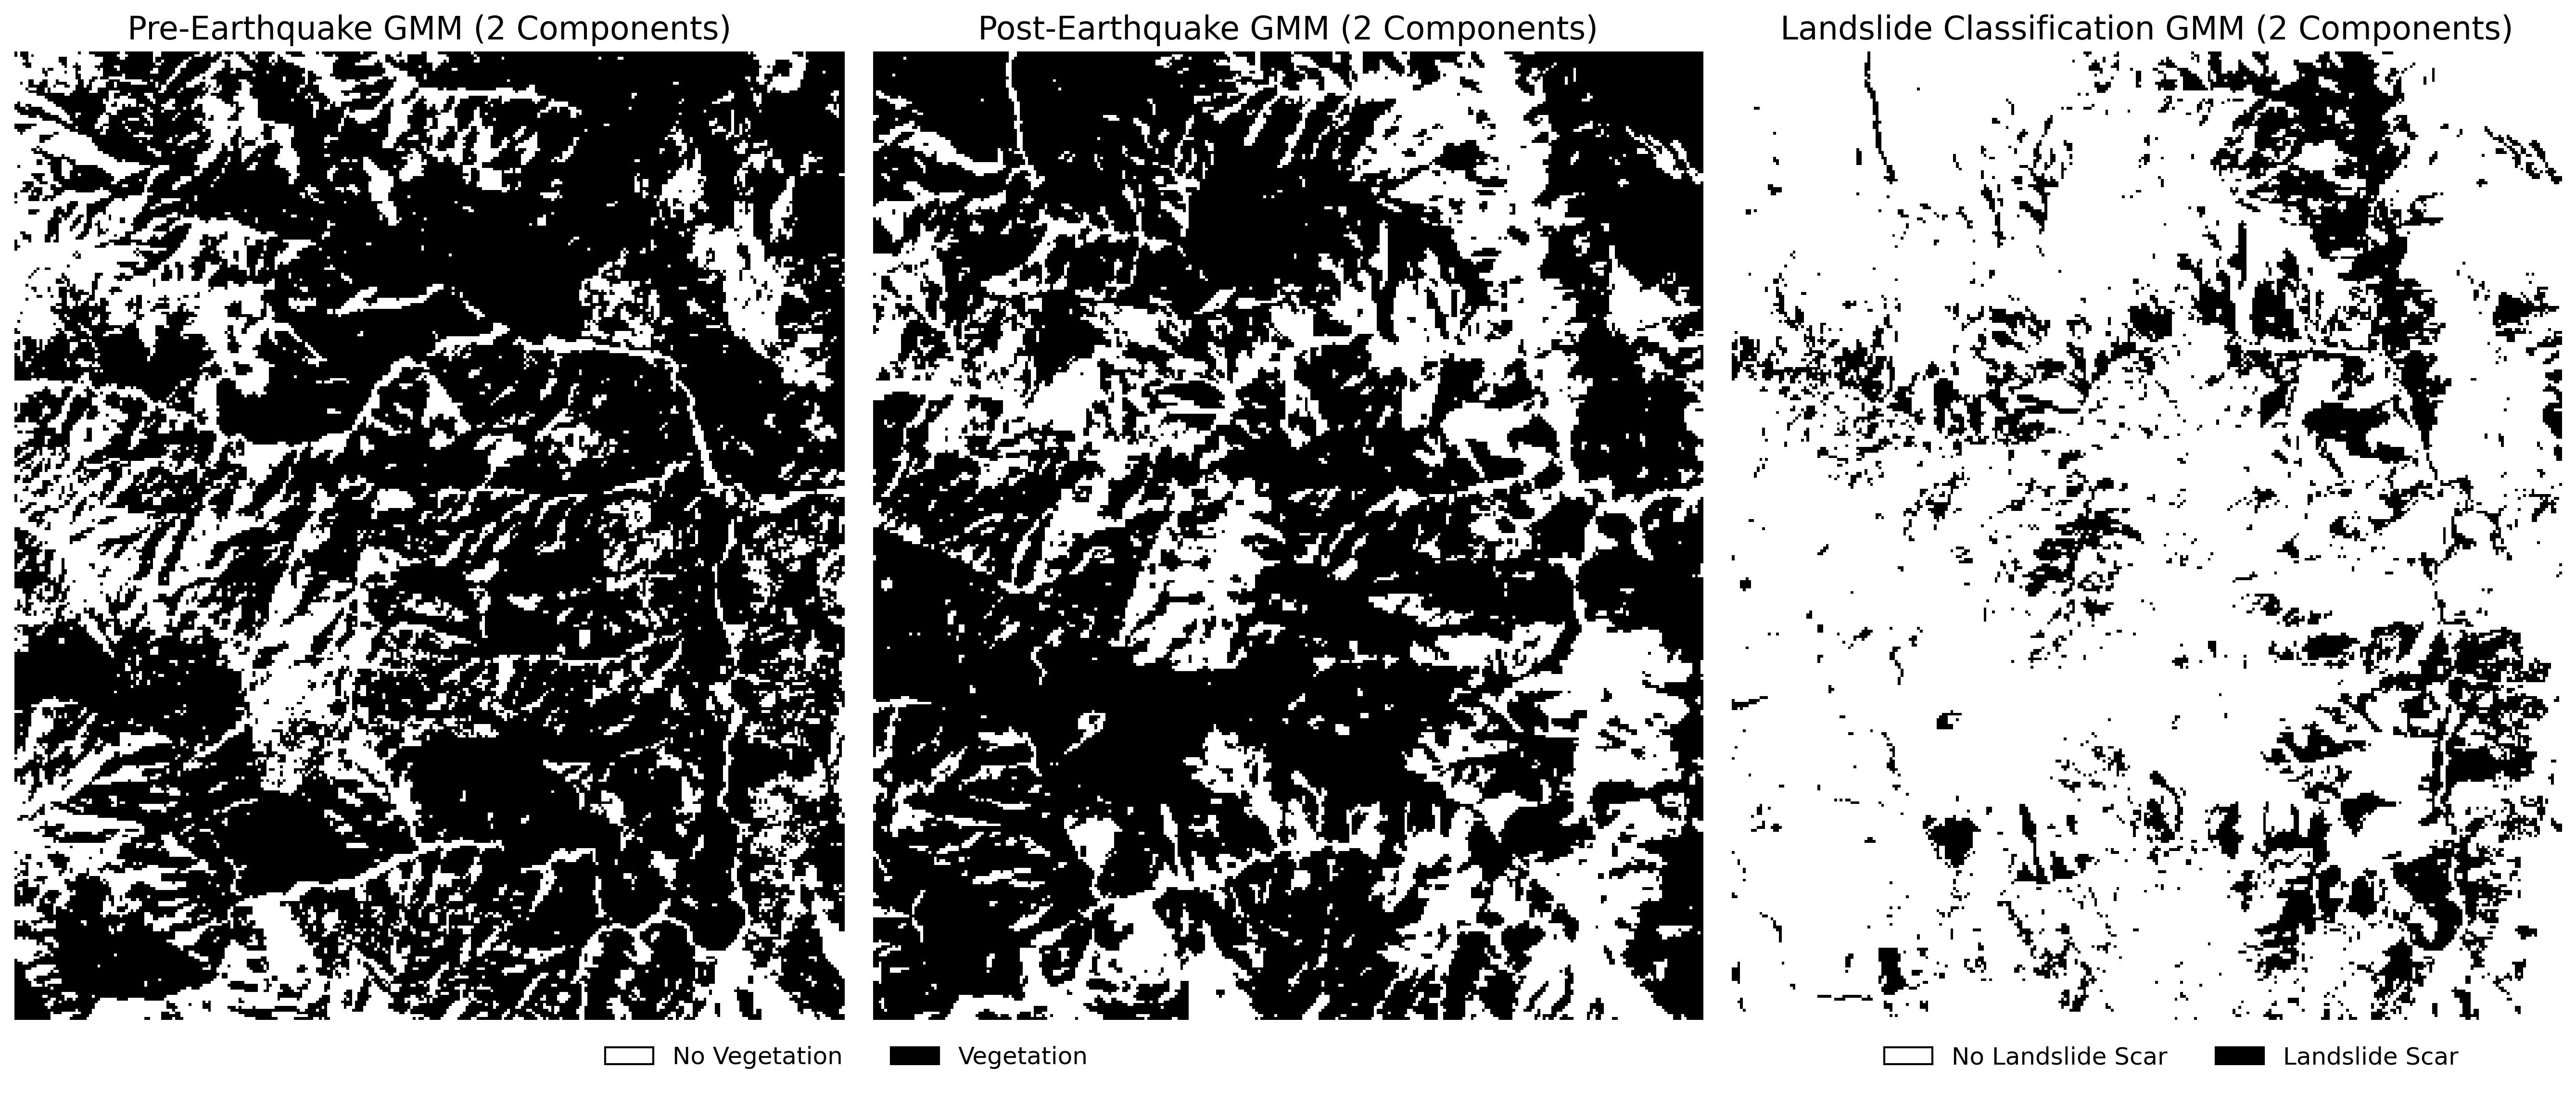 Pre-Earthquake GMM (2 Components)
Post-Earthquake GMM (2 Components)
Landslide Classification GMM (2 Components)
No Vegetation
Vegetation
No Landslide Scar
Landslide Scar